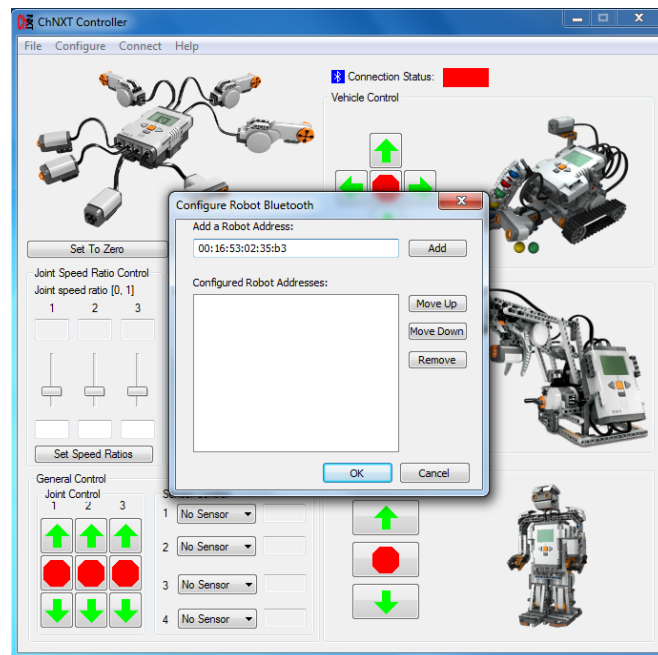 ChNXT Controller
File Configure Connect Help
Connection Status:
Vehicle Control
Configure Robot Bluetooth
Add a Robot Address:
00:16:53:02:35:b3
Add
Configured Robot Addresses:
Move Up
Move Down
Remove
OK
Cancel
Set To Zero
Joint Speed Ratio Control
Joint speed ratio [0, 1]
1 2 3
Set Speed Ratios
General Control
Joint Control
1 2 3
1 No Sensor
2 No Sensor
3 No Sensor
4 No Sensor